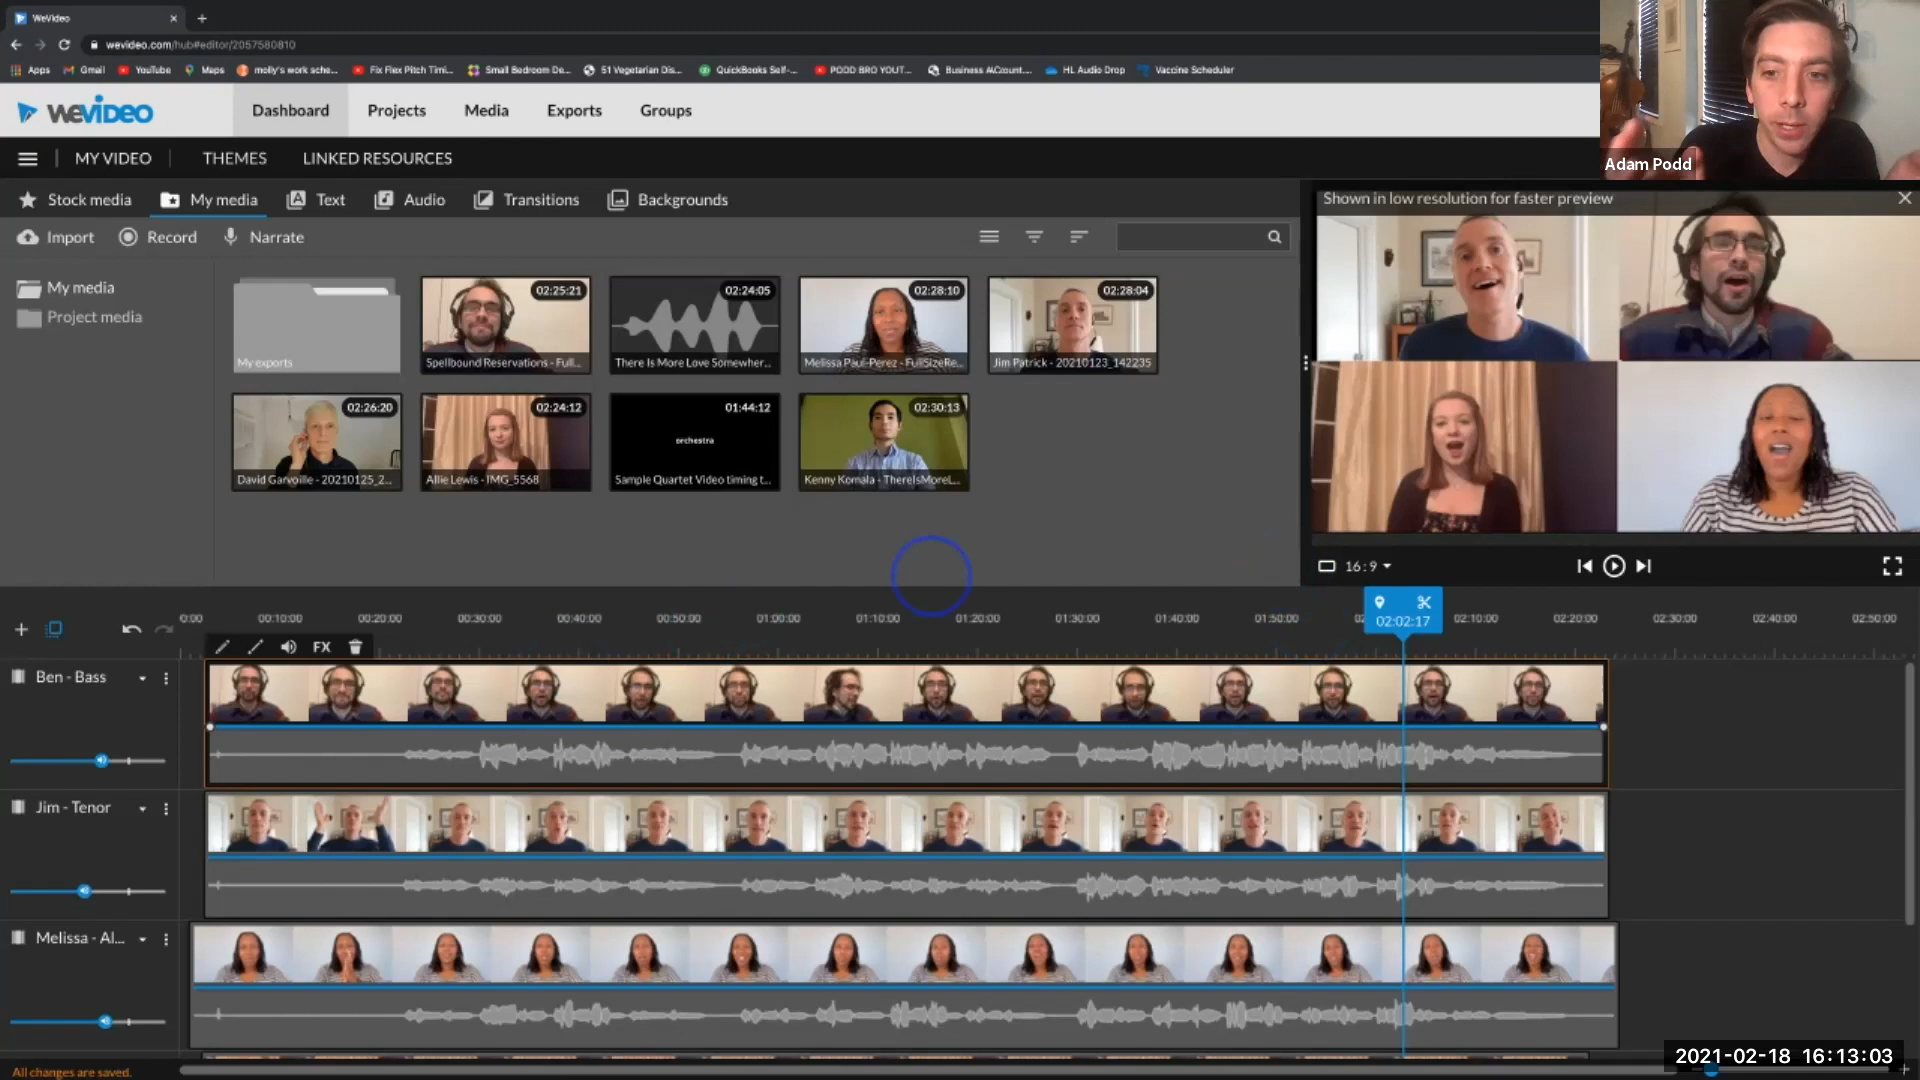 WeVideo
wevideo.com/hub#editor/2057580810
Apps Gmail YouTube Maps molly's work sche... Fix Flex Pitch Timi... Small Bedroom De... 51 Vegetarian Dis... QuickBooks Self-... PODD BRO YOUT... Business ACcount... HL Audio Drop Vaccine Scheduler
WEVIDEO Dashboard Projects Media Exports Groups
Adam Podd
MY VIDEO THEMES LINKED RESOURCES
Stock media My media Text Audio Transitions Backgrounds
Shown in low resolution for faster preview
Import Record Narrate
My media
Project media
My exports
02:25:21
Spellbound Reservations - Full...
02:24:05
There Is More Love Somewher...
02:28:10
Melissa Paul-Perez - FullSizeRe...
02:28:04
Jim Patrick - 20210123_142235
02:26:20
David Garvoille - 20210125_2...
02:24:12
Allie Lewis - IMG_5568
01:44:12
orchestra
Sample Quartet Video timing t...
02:30:13
Kenny Komala - ThereIsMoreL...
16:9
0:00 00:10:00 00:20:00 00:30:00 00:40:00 00:50:00 01:00:00 01:10:00 01:20:00 01:30:00 01:40:00 01:50:00 02:02:17 02:10:00 02:20:00 02:30:00 02:40:00 02:50:00
FX
Ben - Bass
Jim - Tenor
Melissa - Al...
All changes are saved.
2021-02-18 16:13:03